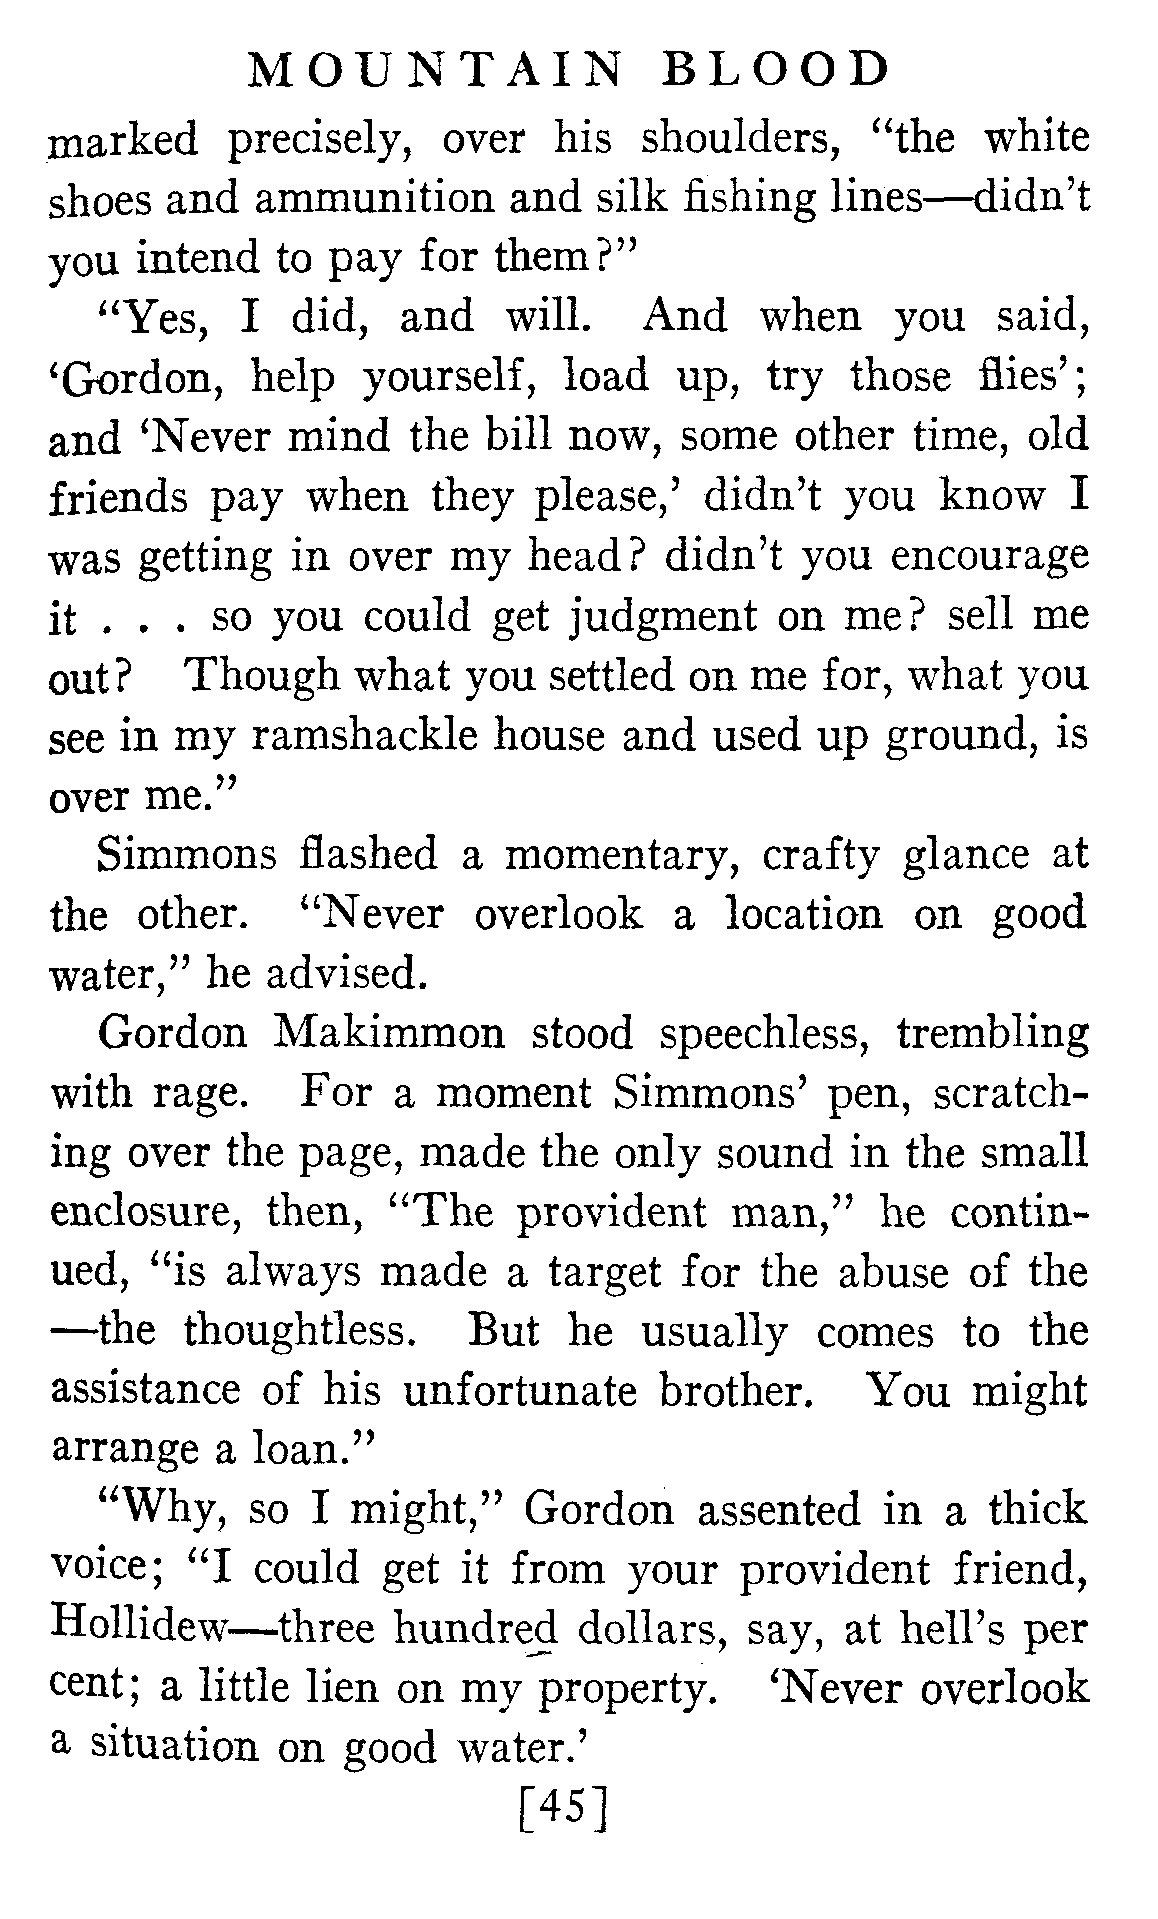 MOUNTAIN BLOOD
marked precisely, over his shoulders, “the white
shoes and ammunition and silk fishing lines—didn’t
you intend to pay for them?”
“Yes, I did, and will. And when you said,
‘Gordon, help yourself, load up, try those flies’;
and ‘Never mind the bill now, some other time, old
friends pay when they please,’ didn’t you know I
was getting in over my head? didn’t you encourage
it . . . so you could get judgment on me? sell me
out? Though what you settled on me for, what you
see in my ramshackle house and used up ground, is
over me.”
Simmons flashed a momentary, crafty glance at
the other. “Never overlook a location on good
water,” he advised.
Gordon Makimmon stood speechless, trembling
with rage. For a moment Simmons’ pen, scratch-
ing over the page, made the only sound in the small
enclosure, then, “The provident man,” he contin-
ued, “is always made a target for the abuse of the
—the thoughtless. But he usually comes to the
assistance of his unfortunate brother. You might
arrange a loan.”
“Why, so I might,” Gordon assented in a thick
voice; “I could get it from your provident friend,
Hollidew—three hundred dollars, say, at hell’s per
cent; a little lien on my property. ‘Never overlook
a situation on good water.’
[45]